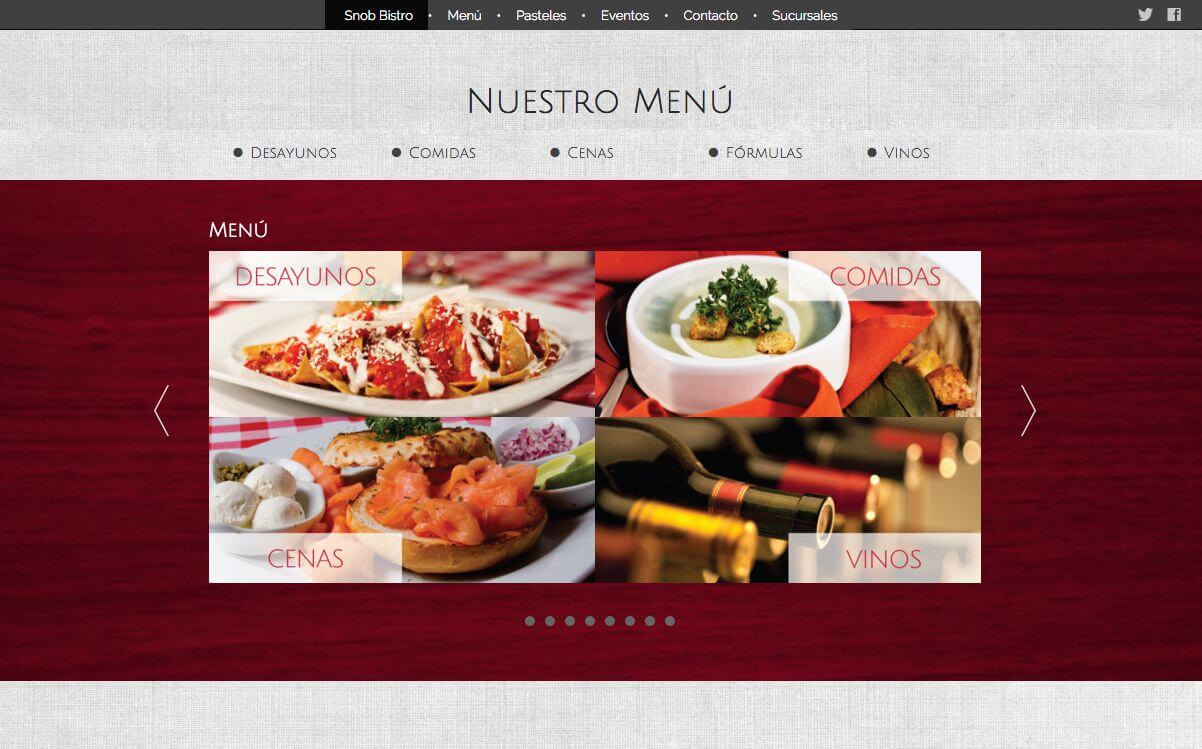 Snob Bistro • Menú • Pasteles • Eventos • Contacto • Sucursales
Nuestro Menú
• Desayunos • Comidas • Cenas • Fórmulas • Vinos
Menú
DESAYUNOS
COMIDAS
CENAS
VINOS